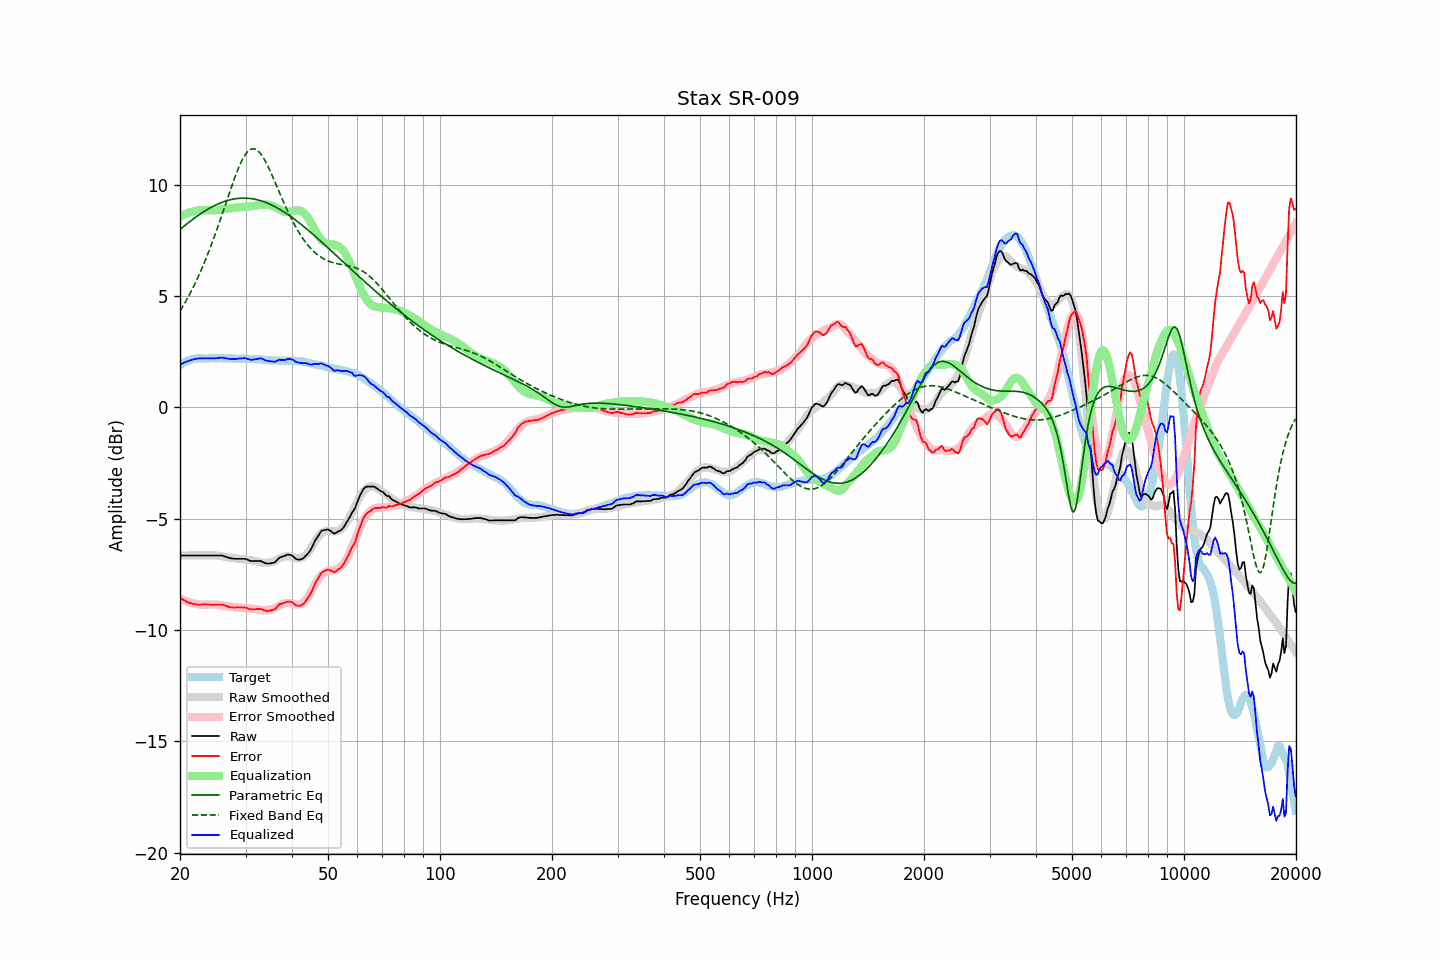 Stax SR-009
Amplitude (dBr)
10
5
0
−5
−10
−15
−20
Target
Raw Smoothed
Error Smoothed
Raw
Error
Equalization
Parametric Eq
Fixed Band Eq
Equalized
20 50 100 200 500 1000 2000 5000 10000 20000
Frequency (Hz)